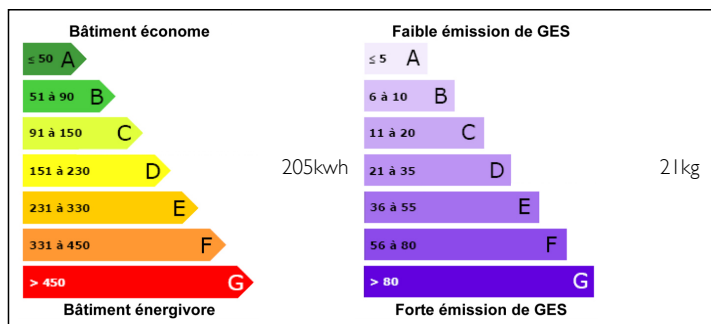 Bâtiment économe
≤ 50 A
51 à 90 B
91 à 150 C
151 à 230 D
205kwh
231 à 330 E
331 à 450 F
> 450 G
Bâtiment énergivore
Faible émission de GES
≤ 5 A
6 à 10 B
11 à 20 C
21 à 35 D
21kg
36 à 55 E
56 à 80 F
> 80 G
Forte émission de GES